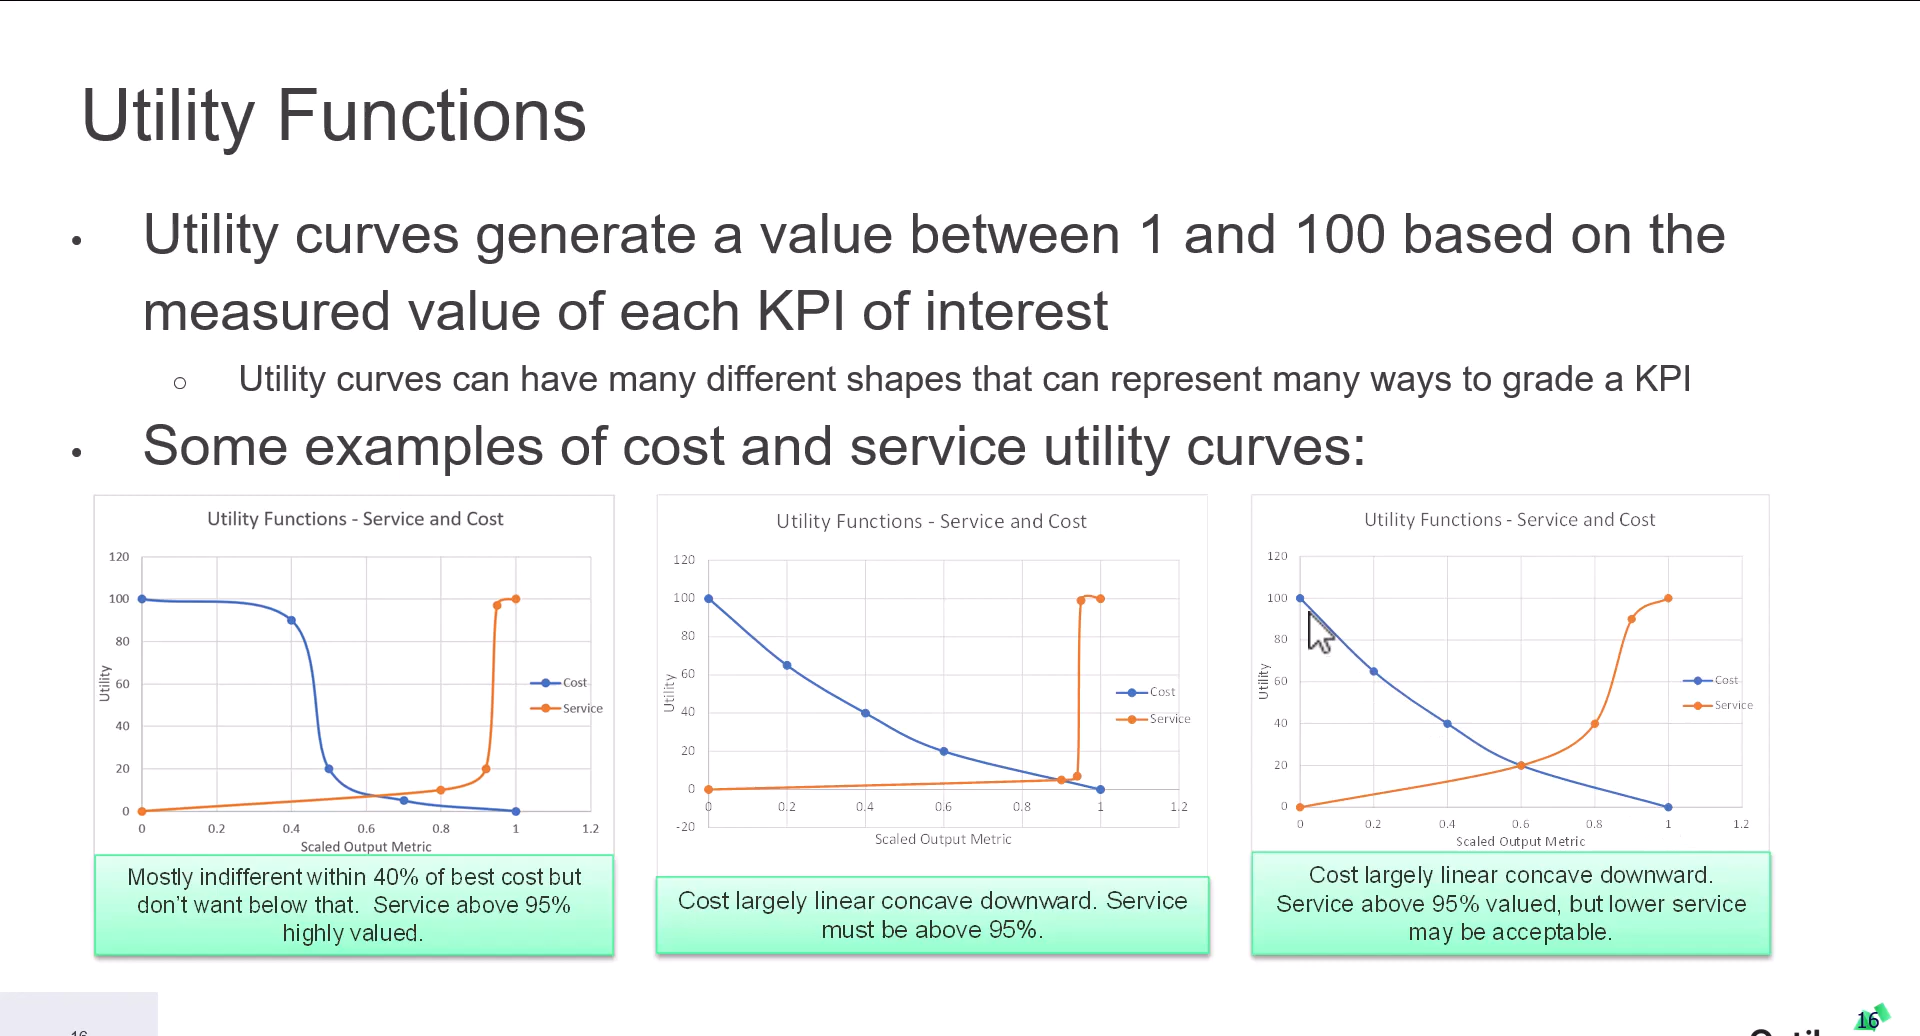 Utility Functions
• Utility curves generate a value between 1 and 100 based on the
measured value of each KPI of interest
○ Utility curves can have many different shapes that can represent many ways to grade a KPI
• Some examples of cost and service utility curves:
Utility Functions - Service and Cost
120
100
80
60
40
20
0
Utility
0 0.2 0.4 0.6 0.8 1 1.2
Scaled Output Metric
Cost
Service
Mostly indifferent within 40% of best cost but
don't want below that. Service above 95%
highly valued.
Utility Functions - Service and Cost
120
100
80
60
40
20
0
-20
Utility
0 0.2 0.4 0.6 0.8 1 1.2
Scaled Output Metric
Cost
Service
Cost largely linear concave downward. Service
must be above 95%.
Utility Functions - Service and Cost
120
100
80
60
40
20
0
Utility
0 0.2 0.4 0.6 0.8 1 1.2
Scaled Output Metric
Cost
Service
Cost largely linear concave downward.
Service above 95% valued, but lower service
may be acceptable.
16